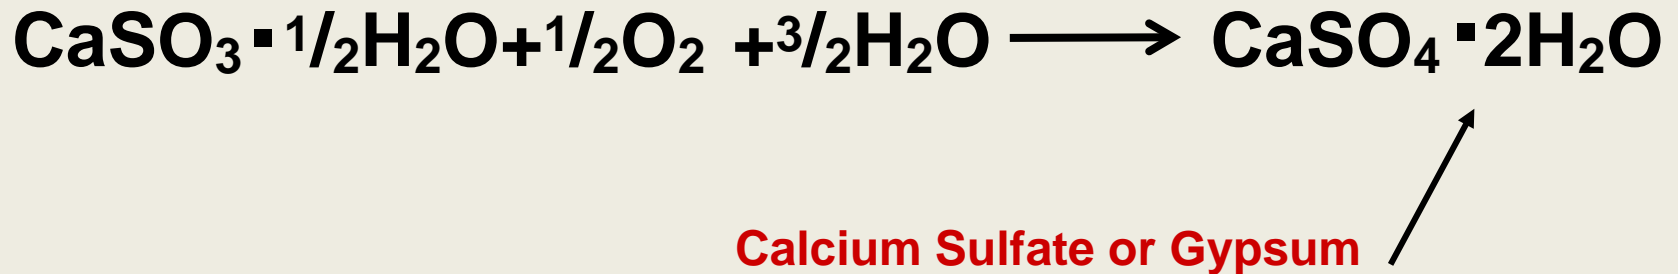 CaSO₃▪¹/₂H₂O+¹/₂O₂ +³/₂H₂O ⟶ CaSO₄▪2H₂O
Calcium Sulfate or Gypsum